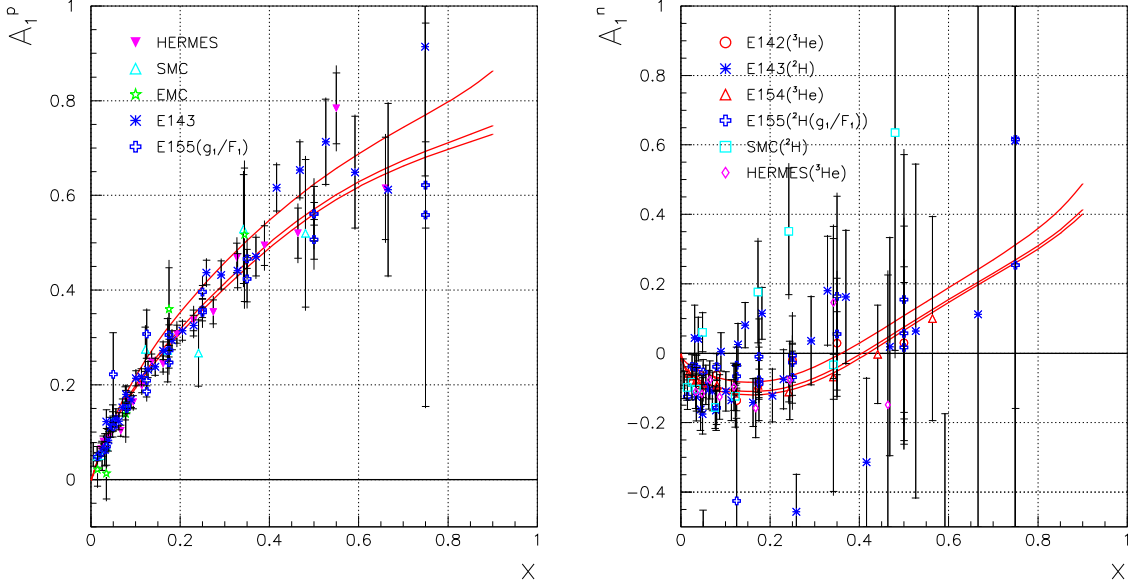 A₁ᵖ
HERMES
SMC
EMC
E143
E155(g₁/F₁)
1
0.8
0.6
0.4
0.2
0
0
0.2
0.4
0.6
0.8
1
X
A₁ⁿ
E142(³He)
E143(²H)
E154(³He)
E155(²H(g₁/F₁))
SMC(²H)
HERMES(³He)
1
0.8
0.6
0.4
0.2
0
−0.2
−0.4
0
0.2
0.4
0.6
0.8
1
X